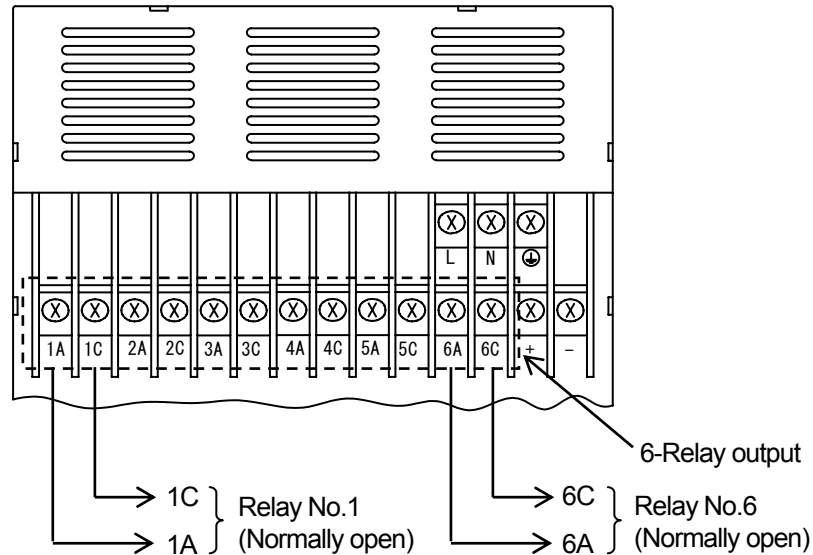 L N
1A 1C 2A 2C 3A 3C 4A 4C 5A 5C 6A 6C + −
6-Relay output
1C
1A
Relay No.1
(Normally open)
6C
6A
Relay No.6
(Normally open)